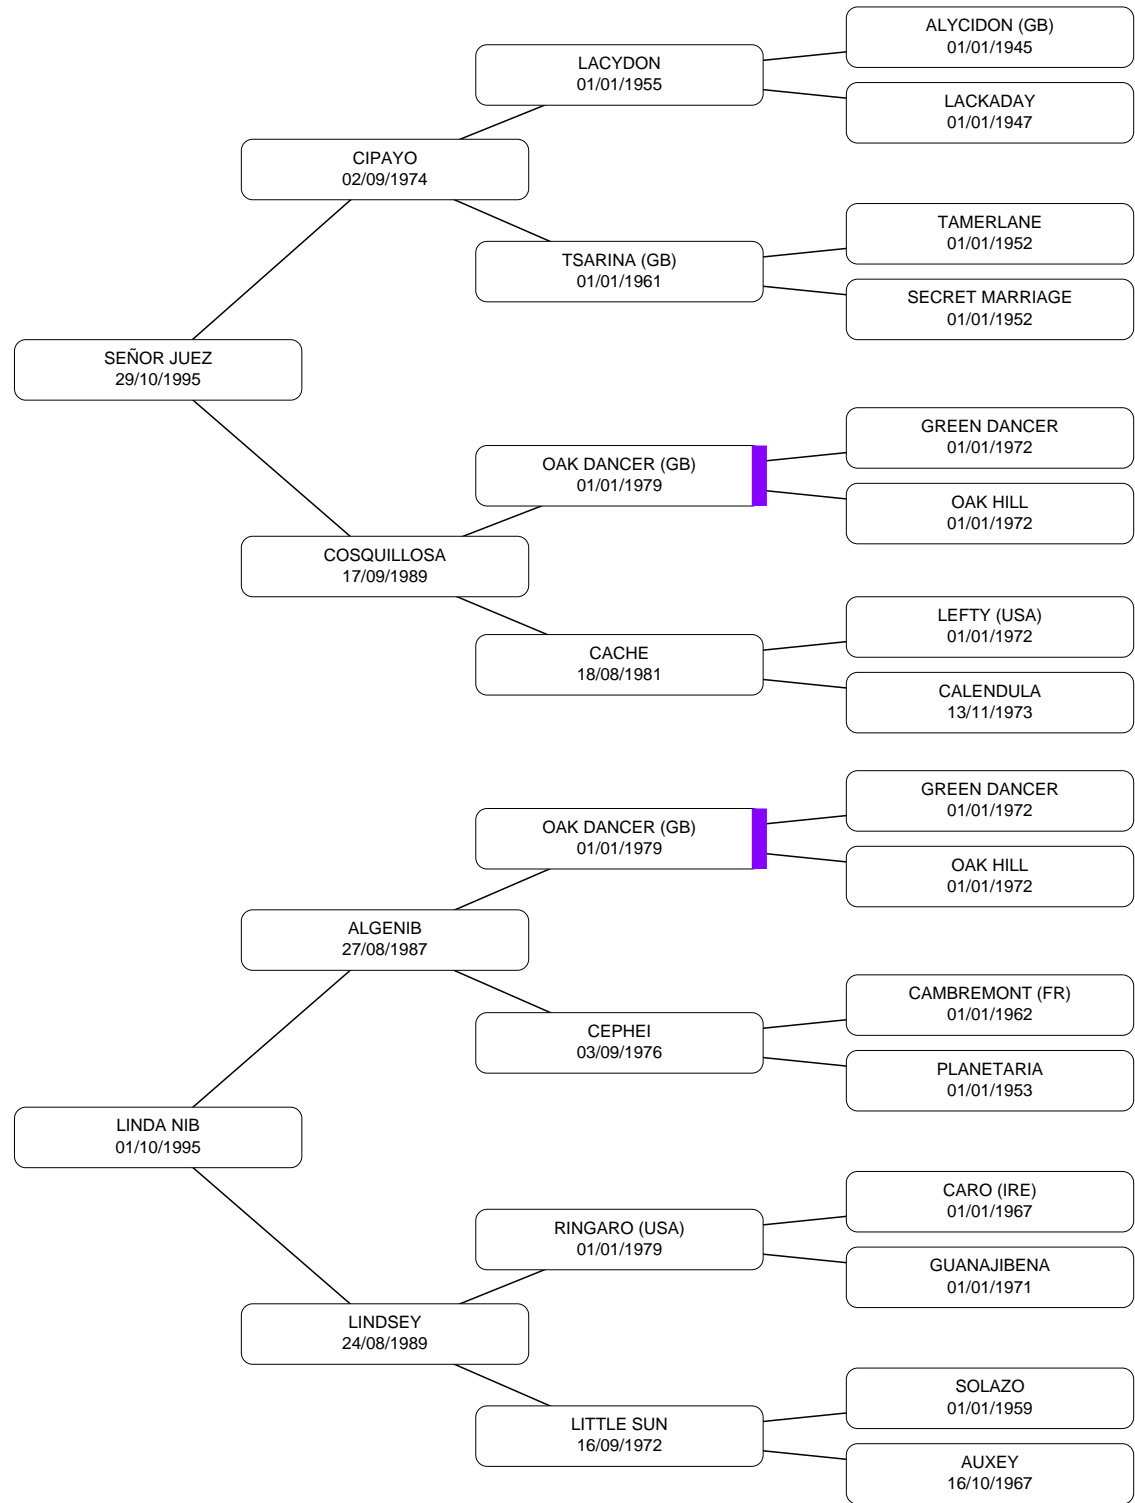 ALYCIDON (GB)
01/01/1945
LACYDON
01/01/1955
LACKADAY
01/01/1947
CIPAYO
02/09/1974
TAMERLANE
01/01/1952
TSARINA (GB)
01/01/1961
SECRET MARRIAGE
01/01/1952
SEÑOR JUEZ
29/10/1995
GREEN DANCER
01/01/1972
OAK DANCER (GB)
01/01/1979
OAK HILL
01/01/1972
COSQUILLOSA
17/09/1989
LEFTY (USA)
01/01/1972
CACHE
18/08/1981
CALENDULA
13/11/1973
GREEN DANCER
01/01/1972
OAK DANCER (GB)
01/01/1979
OAK HILL
01/01/1972
ALGENIB
27/08/1987
CAMBREMONT (FR)
01/01/1962
CEPHEI
03/09/1976
PLANETARIA
01/01/1953
LINDA NIB
01/10/1995
CARO (IRE)
01/01/1967
RINGARO (USA)
01/01/1979
GUANAJIBENA
01/01/1971
LINDSEY
24/08/1989
SOLAZO
01/01/1959
LITTLE SUN
16/09/1972
AUXEY
16/10/1967